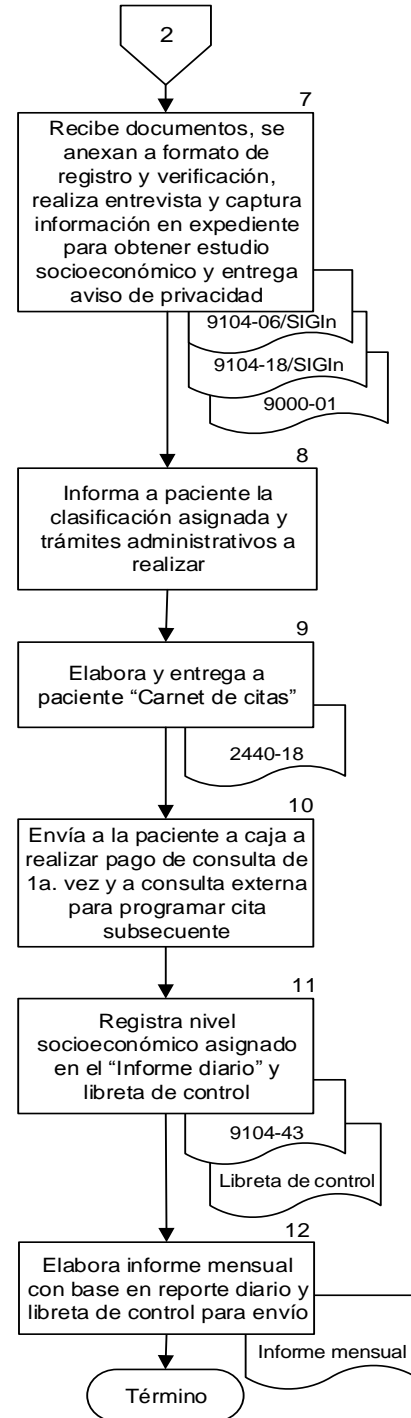 2
7
Recibe documentos, se
anexan a formato de
registro y verificación,
realiza entrevista y captura
información en expediente
para obtener estudio
socioeconómico y entrega
aviso de privacidad
9104-06/SIGIn
9104-18/SIGIn
9000-01
8
Informa a paciente la
clasificación asignada y
trámites administrativos a
realizar
9
Elabora y entrega a
paciente “Carnet de citas”
2440-18
10
Envía a la paciente a caja a
realizar pago de consulta de
1a. vez y a consulta externa
para programar cita
subsecuente
11
Registra nivel
socioeconómico asignado
en el “Informe diario” y
libreta de control
9104-43
Libreta de control
12
Elabora informe mensual
con base en reporte diario y
libreta de control para envío
Informe mensual
Término